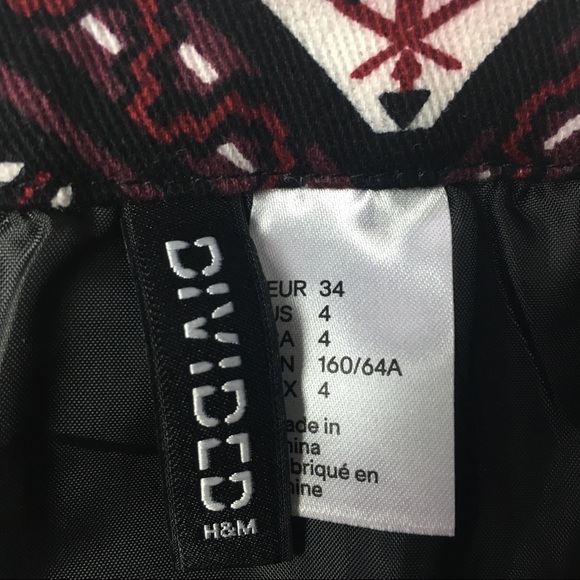 DIVIDED
H&M
EUR 34
US 4
A 4
N 160/64A
X 4
ade in
hina
briqué en
hine